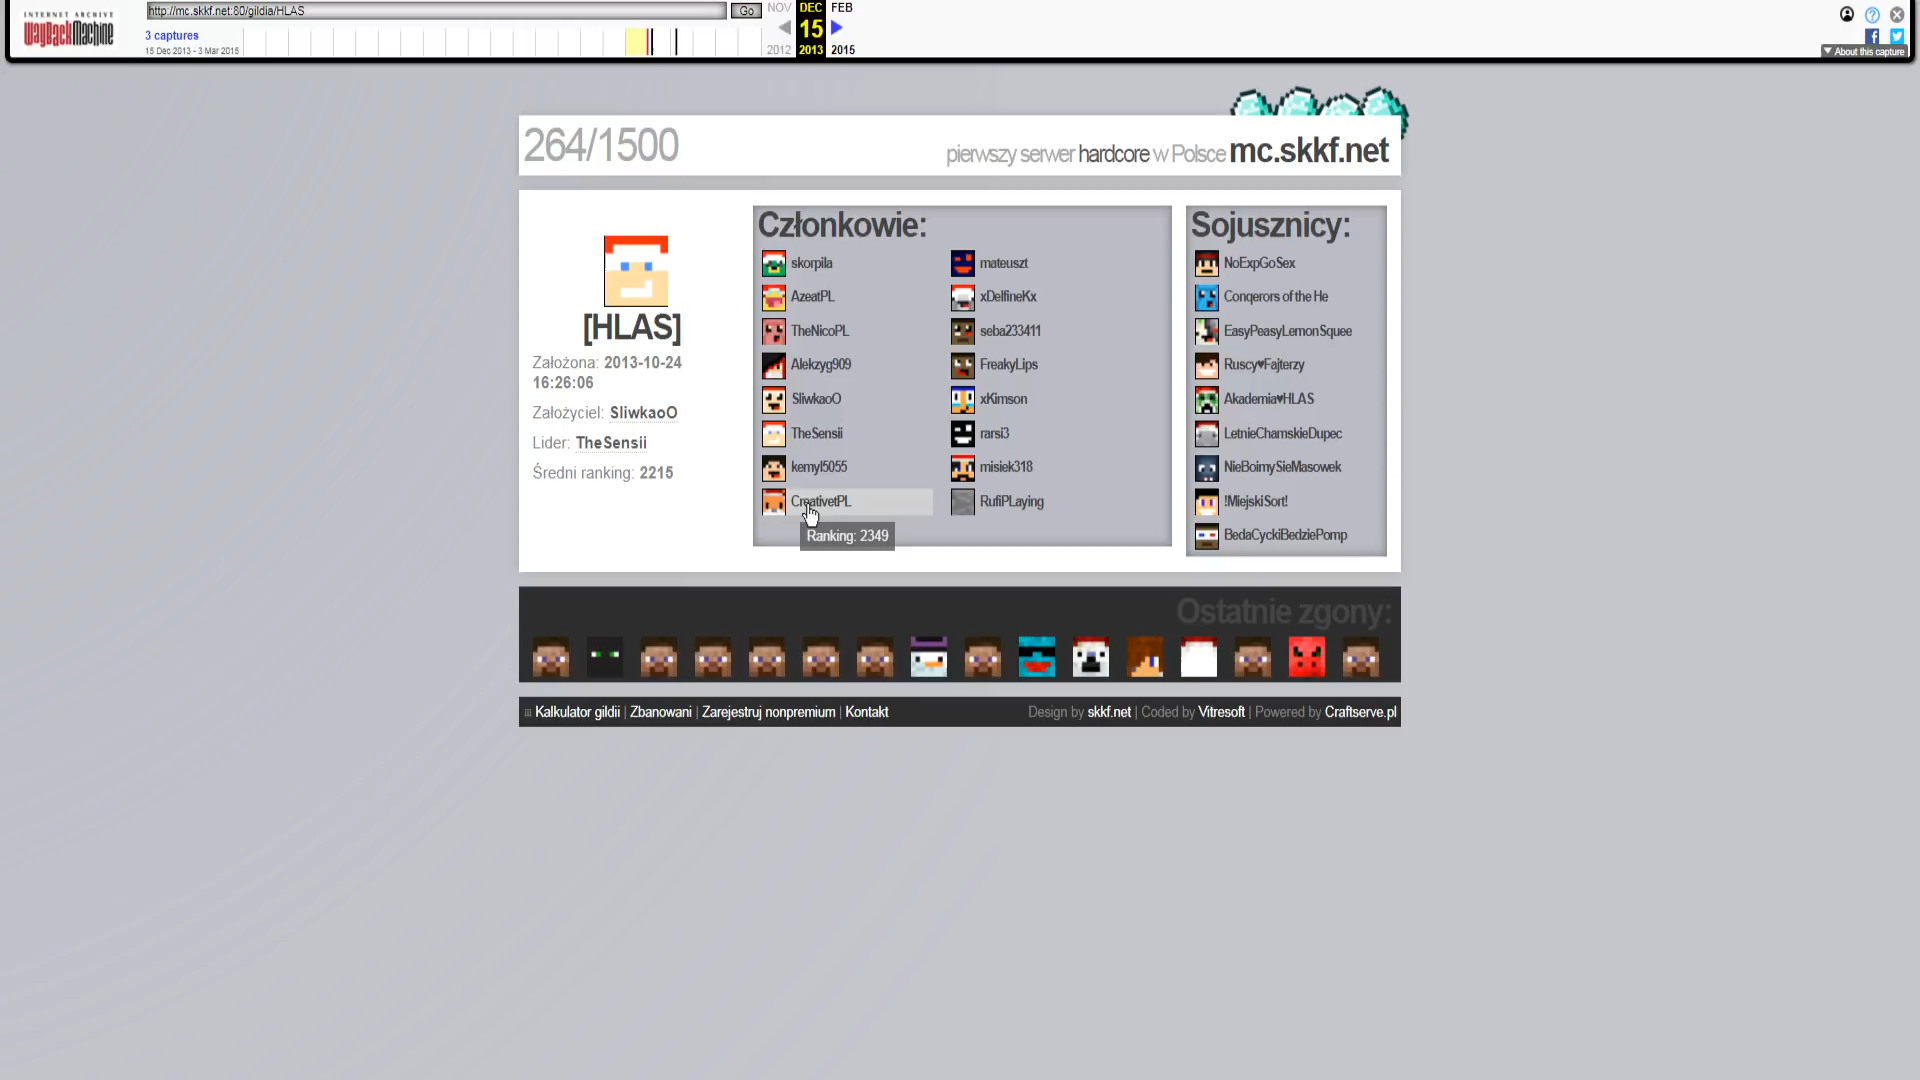 INTERNET ARCHIVE
WayBackMachine
http://mc.skkf.net:80/gildia/HLAS
Go
3 captures
15 Dec 2013 - 3 Mar 2015
NOV DEC FEB
15
2012 2013 2015
About this capture
264/1500
pierwszy serwer hardcore w Polsce mc.skkf.net
[HLAS]
Założona: 2013-10-24
16:26:06
Założyciel: SliwkaoO
Lider: TheSensii
Średni ranking: 2215
Członkowie:
skorpila
mateuszt
AzeatPL
xDelfineKx
TheNicoPL
seba233411
Alekzyg909
FreakyLips
SliwkaoO
xKimson
TheSensii
rarsi3
kemyl5055
misiek318
CreativetPL
RufiPLaying
Ranking: 2349
Sojusznicy:
NoExpGoSex
Conqerors of the He
EasyPeasyLemonSquee
Ruscy♥Fajterzy
Akademia♥HLAS
LetnieChamskieDupec
NieBoimySieMasowek
!MiejskiSort!
BedaCyckiBedziePomp
Ostatnie zgony:
Kalkulator gildii | Zbanowani | Zarejestruj nonpremium | Kontakt
Design by skkf.net | Coded by Vitresoft | Powered by Craftserve.pl